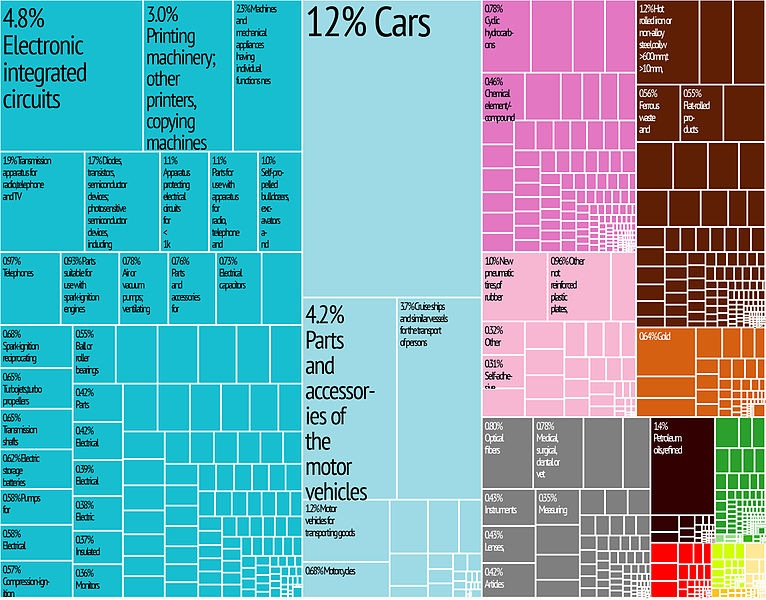 4.8%
Electronic
integrated
circuits
3.0%
Printing
machinery;
other
printers,
copying
machines
2.3% Machines
and
mechanical
appliances
having
individual
functions nes
1.9% Transmission
apparatus for
radio,telephone
and TV
1.7% Diodes,
transistors,
semiconductor
devices;
photosensitive
semiconductor
devices,
including
1.1%
Apparatus
protecting
electrical
circuits
for
<
1k
1.1%
Parts for
use with
apparatus
for
radio,
telephone
and
1.0%
Self-pro-
pelled
bulldozers,
exc-
avators
a-
nd
0.97%
Telephones
0.93% Parts
suitable for
use with
spark-ignition
engines
0.78%
Air or
vacuum
pumps;
ventilating
0.76%
Parts
and
accessories
for
0.73%
Electrical
capacitors
0.68%
Spark-ignition
reciprocating
0.65%
Turbojets,turbo
propellers
0.65%
Transmission
shafts
0.62% Electric
storage
batteries
0.58% Pumps
for
0.58%
Electrical
0.57%
Compression-ign-
ition
0.55%
Ball or
roller
bearings
0.42%
Parts
0.42%
Electrical
0.39%
Electrical
0.38%
Electric
0.37%
Insulated
0.36%
Monitors
12% Cars
4.2%
Parts
and
accessor-
ies of
the
motor
vehicles
3.7% Cruise ships
and similar vessels
for the transport
of persons
1.2% Motor
vehicles for
transporting goods
0.68% Motorcycles
0.78%
Cyclic
hydrocarb-
ons
0.46%
Chemical
element/-
compound
1.0% New
pneumatic
tires, of
rubber
0.96% Other
not
reinforced
plastic
plates,
0.32%
Other
0.31%
Self-adhe-
sive
0.80%
Optical
fibers
0.78%
Medical,
surgical,
dental or
vet
0.43%
Instruments
0.35%
Measuring
0.43%
Lenses,
0.42%
Articles
1.2% Hot
rolled iron or
non-alloy
steel,coil,w
>600mm,t
>10mm,
0.56%
Ferrous
waste
and
0.55%
Flat-rolled
pro-
ducts
0.64% Gold
1.4%
Petroleum
oils,refined